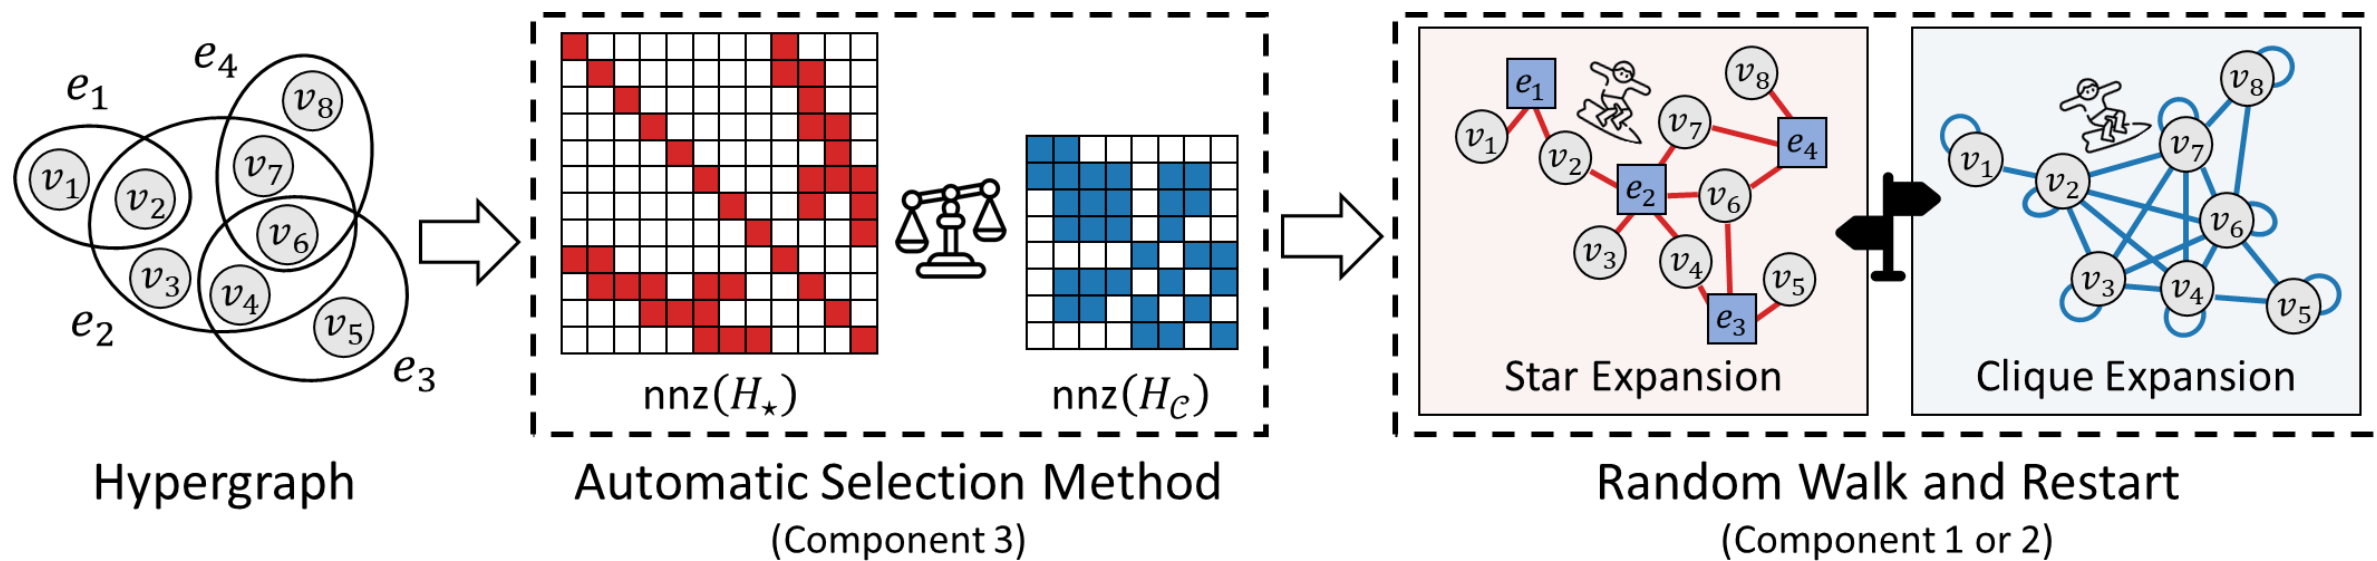 e₄
e₁
v₈
v₇
v₁
v₂
v₆
v₃
v₄
v₅
e₂
e₃
Hypergraph
nnz(H⋆)
nnz(H𝒞)
Automatic Selection Method
(Component 3)
e₁
v₈
v₁
v₂
v₇
e₄
e₂
v₆
v₃
v₄
v₅
e₃
Star Expansion
v₈
v₁
v₇
v₂
v₆
v₃
v₄
v₅
Clique Expansion
Random Walk and Restart
(Component 1 or 2)